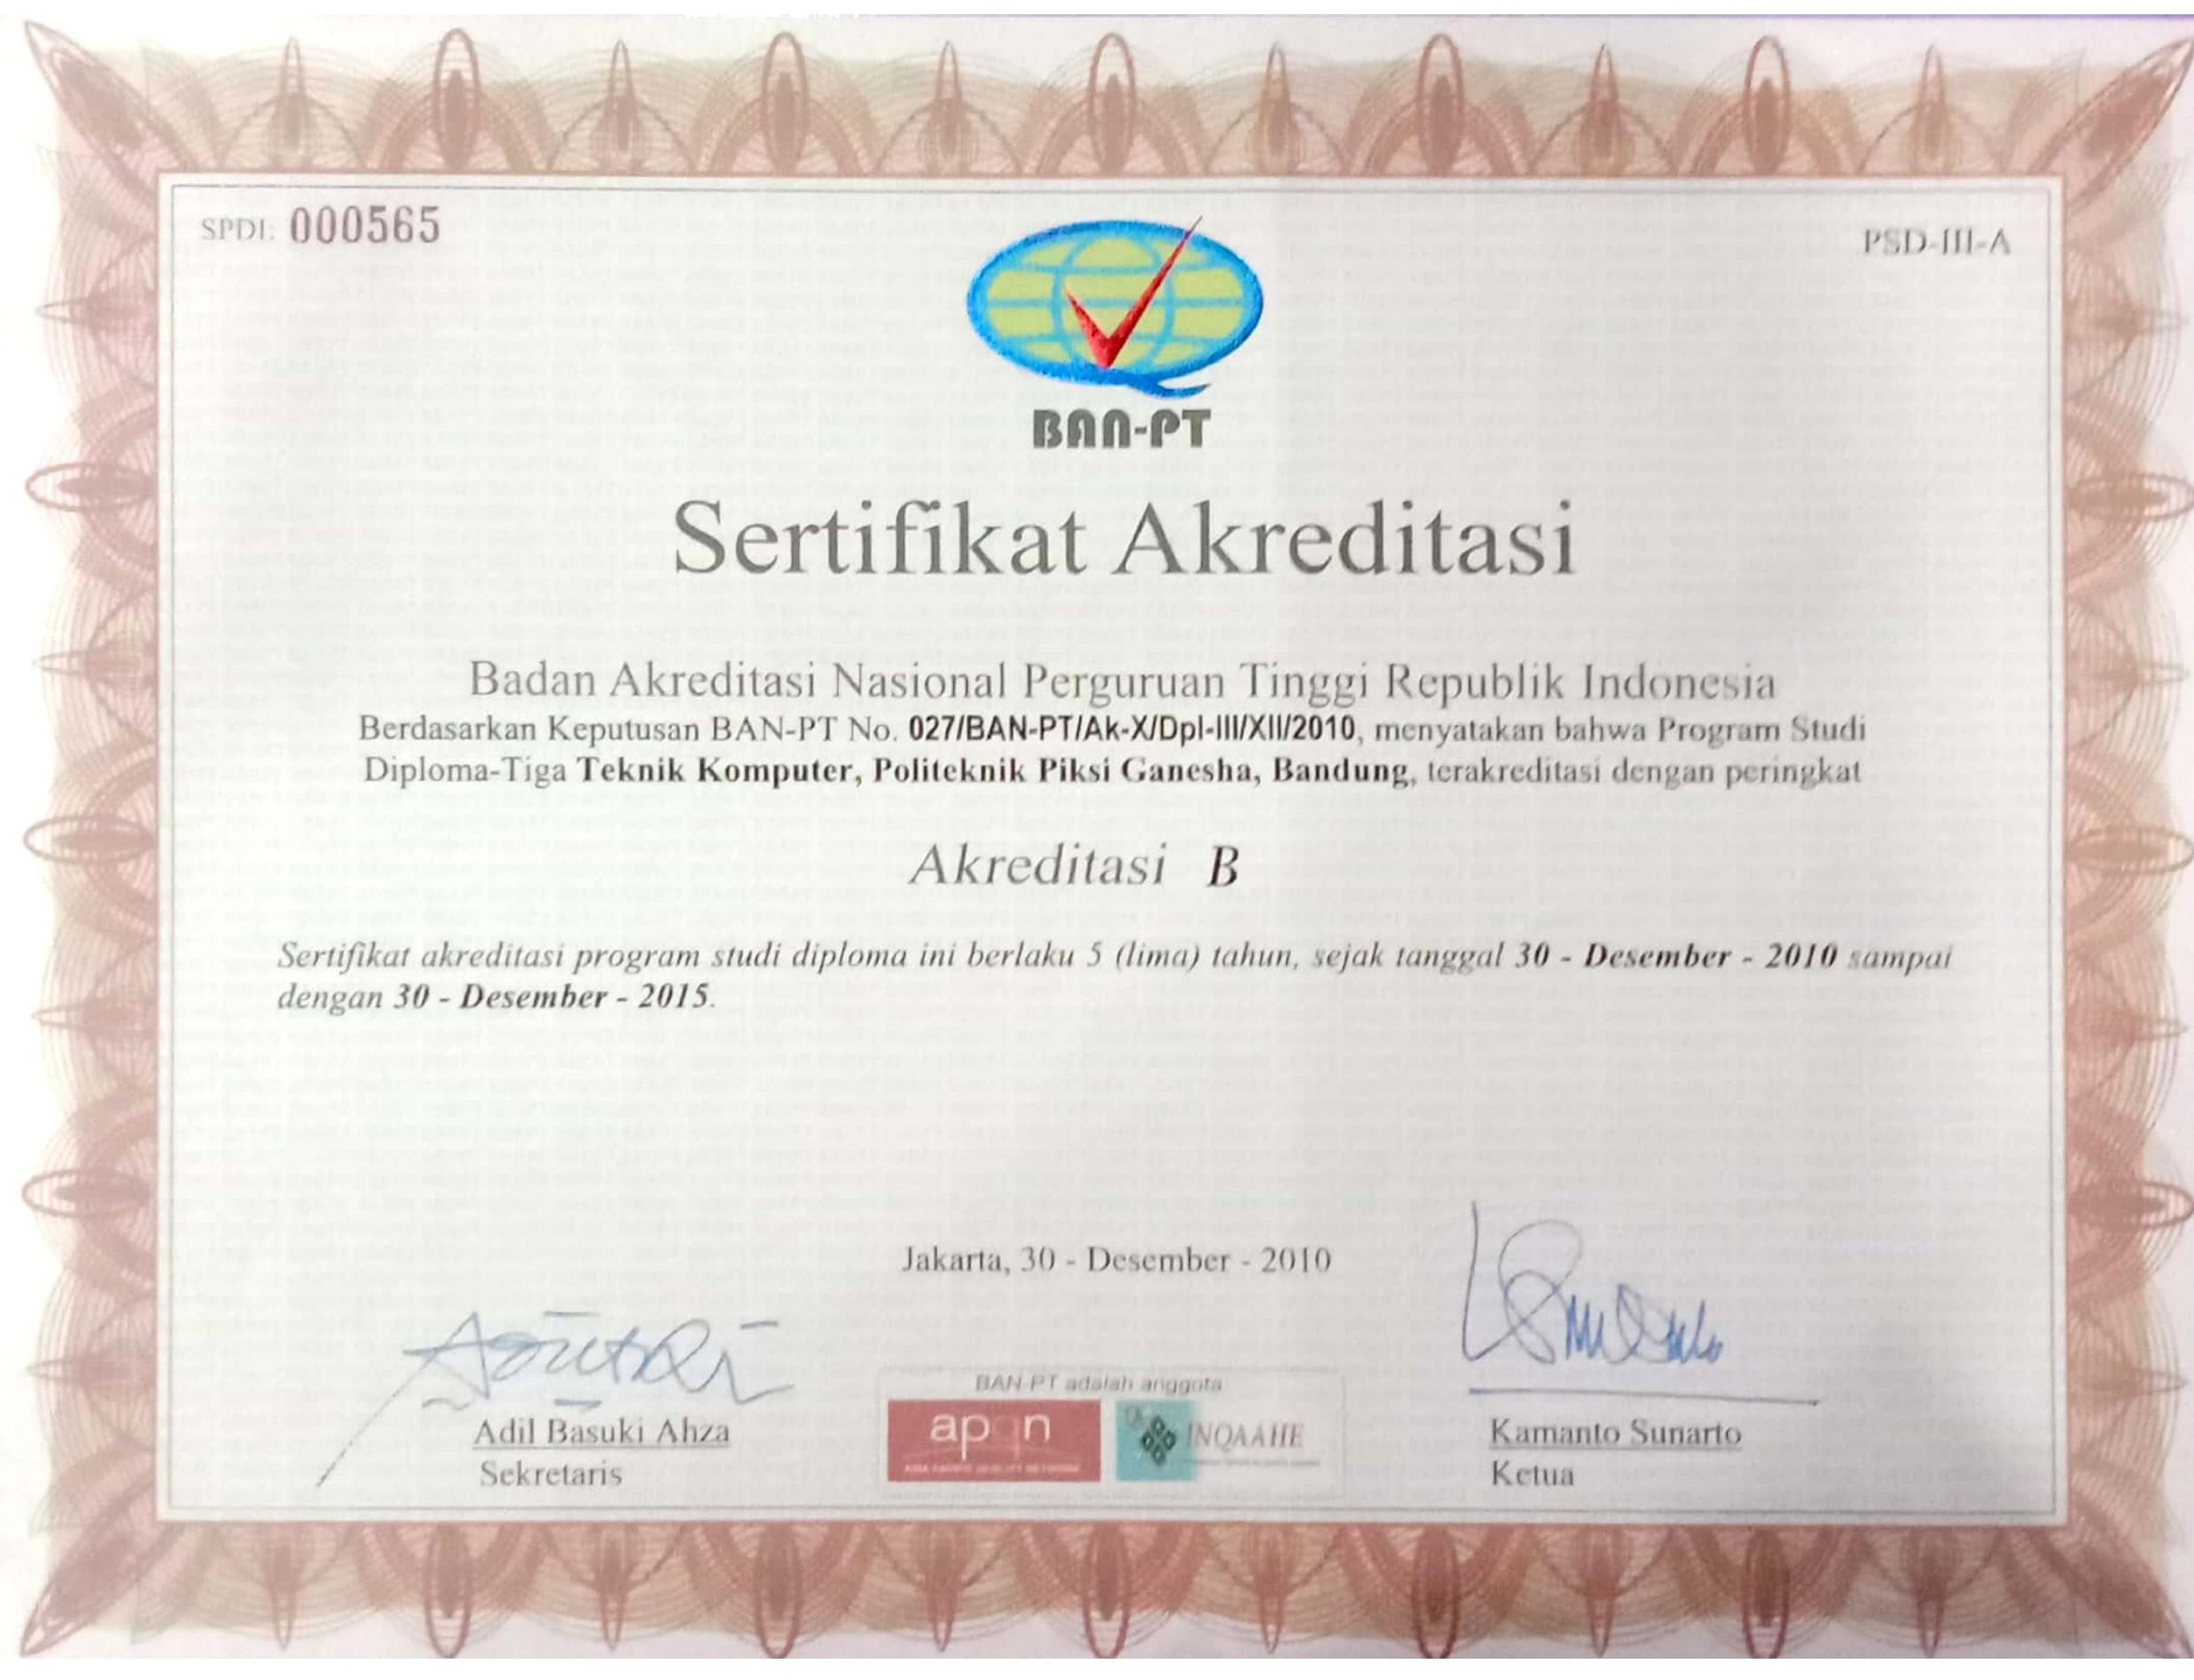 SPDI: 000565
PSD-III-A
BAN-PT
Sertifikat Akreditasi
Badan Akreditasi Nasional Perguruan Tinggi Republik Indonesia
Berdasarkan Keputusan BAN-PT No. 027/BAN-PT/Ak-X/Dpl-III/XII/2010, menyatakan bahwa Program Studi
Diploma-Tiga Teknik Komputer, Politeknik Piksi Ganesha, Bandung, terakreditasi dengan peringkat
Akreditasi B
Sertifikat akreditasi program studi diploma ini berlaku 5 (lima) tahun, sejak tanggal 30 - Desember - 2010 sampai
dengan 30 - Desember - 2015.
Jakarta, 30 - Desember - 2010
BAN-PT adalah anggota
apqn
ASIA PACIFIC QUALITY NETWORK
INQAAHE
Adil Basuki Ahza
Sekretaris
Kamanto Sunarto
Ketua